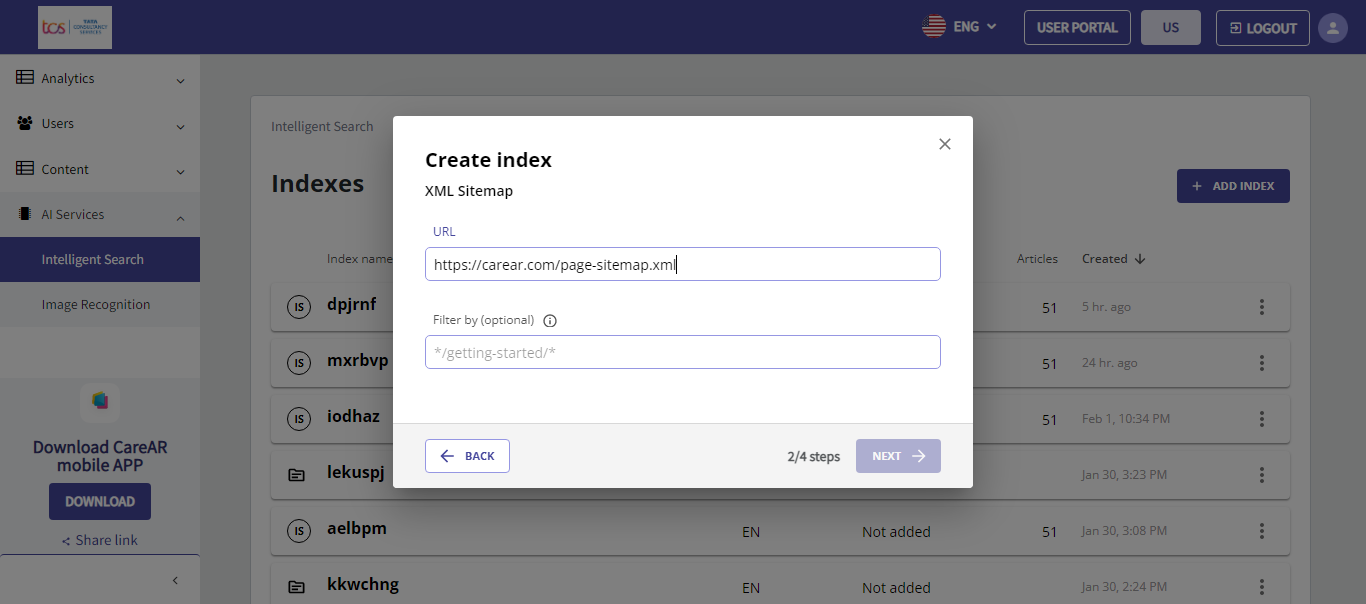 tcs TATA CONSULTANCY SERVICES
ENG
USER PORTAL
US
LOGOUT
Analytics
Users
Content
AI Services
Intelligent Search
Image Recognition
Download CareAR
mobile APP
DOWNLOAD
Share link
Intelligent Search
Indexes
ADD INDEX
Index name
Articles
Created
IS dpjrnf 51 5 hr. ago
IS mxrbvp 51 24 hr. ago
IS iodhaz 51 Feb 1, 10:34 PM
lekuspj Jan 30, 3:23 PM
IS aelbpm EN Not added 51 Jan 30, 3:08 PM
kkwchng EN Not added Jan 30, 2:24 PM
Create index
XML Sitemap
URL
https://carear.com/page-sitemap.xml
Filter by (optional)
*/getting-started/*
BACK
2/4 steps
NEXT